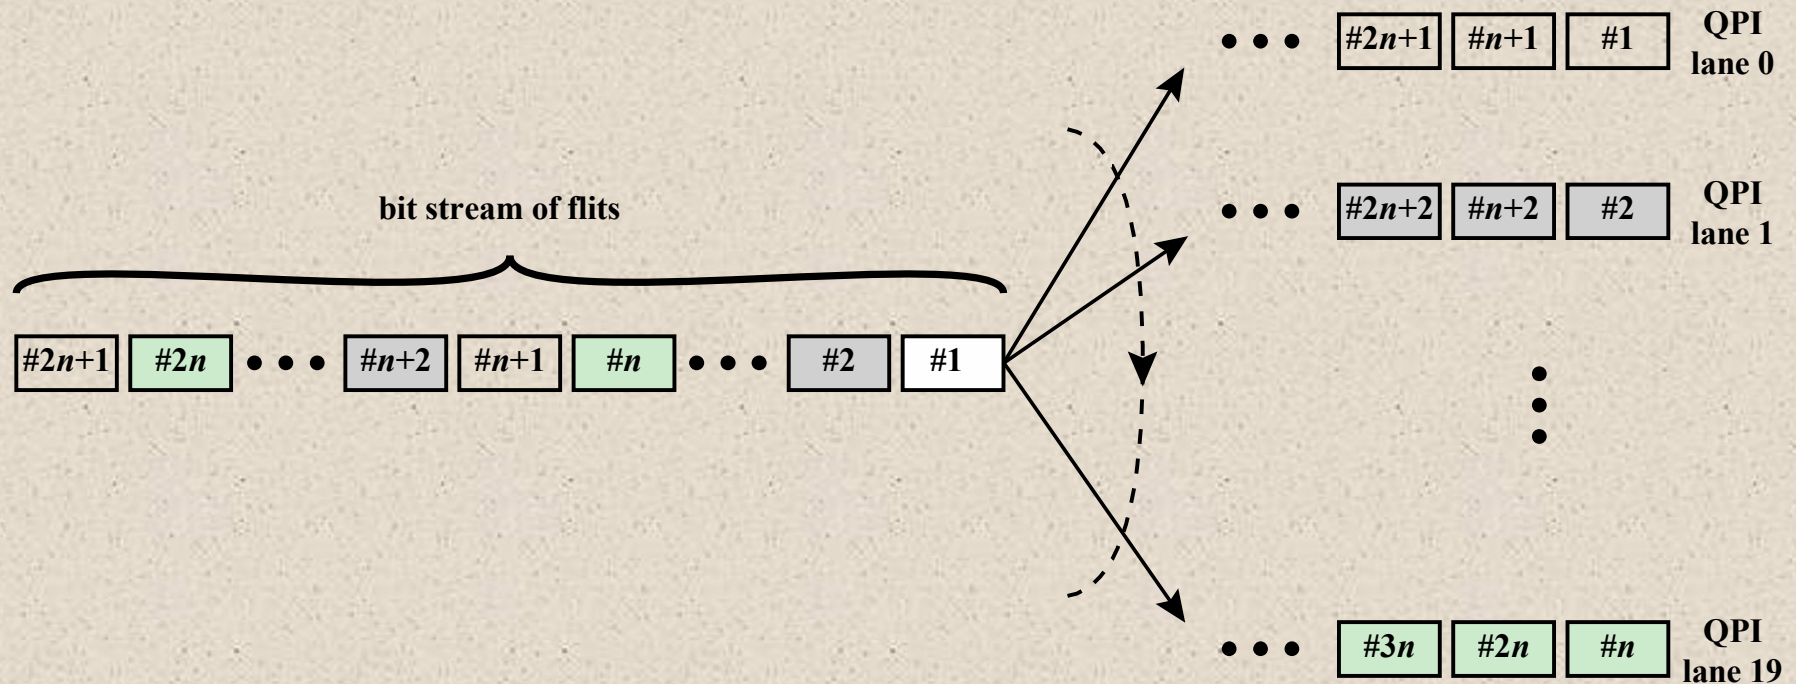 #2n+1 #n+1 #1 QPI
lane 0
#2n+2 #n+2 #2 QPI
lane 1
bit stream of flits
#2n+1 #2n #n+2 #n+1 #n #2 #1
#3n #2n #n QPI
lane 19